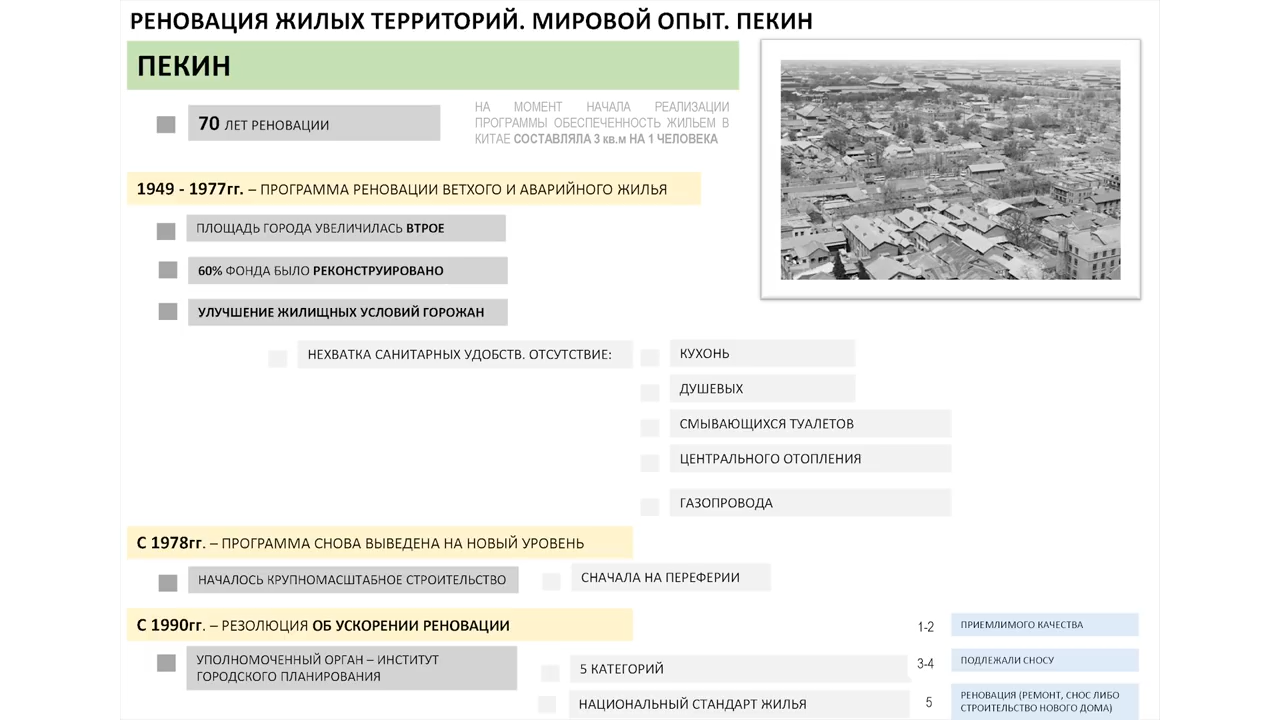 РЕНОВАЦИЯ ЖИЛЫХ ТЕРРИТОРИЙ. МИРОВОЙ ОПЫТ. ПЕКИН
ПЕКИН
70 ЛЕТ РЕНОВАЦИИ
НА МОМЕНТ НАЧАЛА РЕАЛИЗАЦИИ
ПРОГРАММЫ ОБЕСПЕЧЕННОСТЬ ЖИЛЬЕМ В
КИТАЕ СОСТАВЛЯЛА 3 кв.м НА 1 ЧЕЛОВЕКА
1949 - 1977гг. – ПРОГРАММА РЕНОВАЦИИ ВЕТХОГО И АВАРИЙНОГО ЖИЛЬЯ
ПЛОЩАДЬ ГОРОДА УВЕЛИЧИЛАСЬ ВТРОЕ
60% ФОНДА БЫЛО РЕКОНСТРУИРОВАНО
УЛУЧШЕНИЕ ЖИЛИЩНЫХ УСЛОВИЙ ГОРОЖАН
НЕХВАТКА САНИТАРНЫХ УДОБСТВ. ОТСУТСТВИЕ:
КУХОНЬ
ДУШЕВЫХ
СМЫВАЮЩИХСЯ ТУАЛЕТОВ
ЦЕНТРАЛЬНОГО ОТОПЛЕНИЯ
ГАЗОПРОВОДА
С 1978гг. – ПРОГРАММА СНОВА ВЫВЕДЕНА НА НОВЫЙ УРОВЕНЬ
НАЧАЛОСЬ КРУПНОМАСШТАБНОЕ СТРОИТЕЛЬСТВО
СНАЧАЛА НА ПЕРЕФЕРИИ
С 1990гг. – РЕЗОЛЮЦИЯ ОБ УСКОРЕНИИ РЕНОВАЦИИ
УПОЛНОМОЧЕННЫЙ ОРГАН – ИНСТИТУТ
ГОРОДСКОГО ПЛАНИРОВАНИЯ
5 КАТЕГОРИЙ
НАЦИОНАЛЬНЫЙ СТАНДАРТ ЖИЛЬЯ
1-2 ПРИЕМЛИМОГО КАЧЕСТВА
3-4 ПОДЛЕЖАЛИ СНОСУ
5 РЕНОВАЦИЯ (РЕМОНТ, СНОС ЛИБО
СТРОИТЕЛЬСТВО НОВОГО ДОМА)